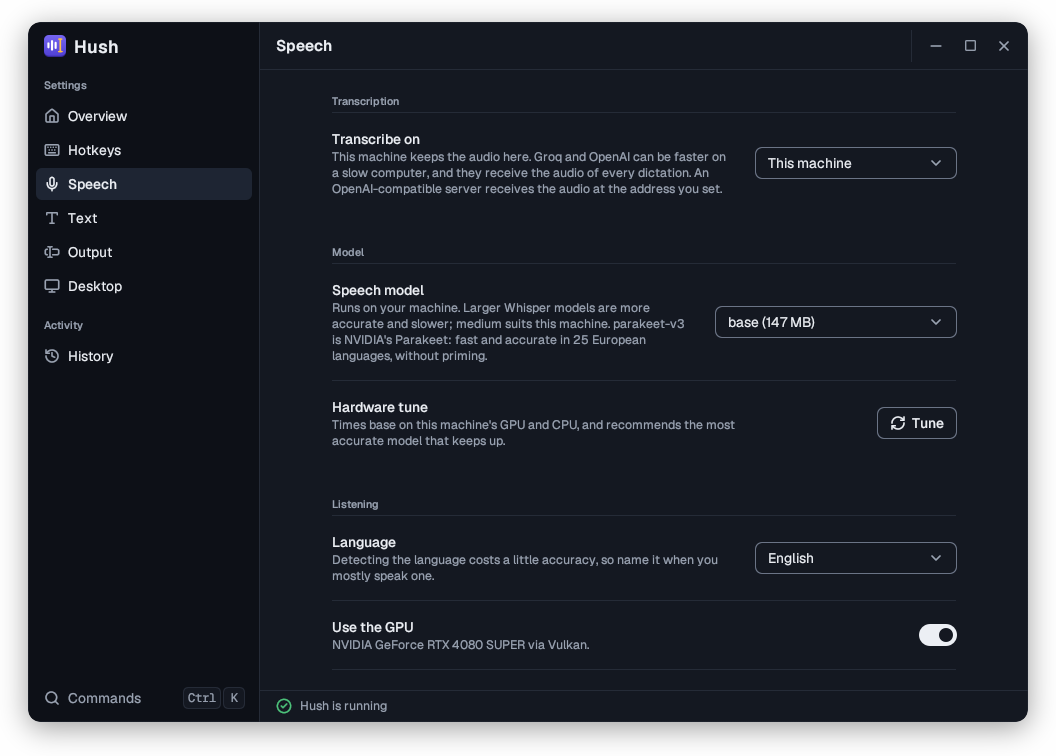 Hush
Speech
Settings
Overview
Hotkeys
Speech
Text
Output
Desktop
Activity
History
Commands
Ctrl K
Transcription
Transcribe on
This machine keeps the audio here. Groq and OpenAI can be faster on
a slow computer, and they receive the audio of every dictation. An
OpenAI-compatible server receives the audio at the address you set.
This machine
Model
Speech model
Runs on your machine. Larger Whisper models are more
accurate and slower; medium suits this machine. parakeet-v3
is NVIDIA's Parakeet: fast and accurate in 25 European
languages, without priming.
base (147 MB)
Hardware tune
Times base on this machine's GPU and CPU, and recommends the most
accurate model that keeps up.
Tune
Listening
Language
Detecting the language costs a little accuracy, so name it when you
mostly speak one.
English
Use the GPU
NVIDIA GeForce RTX 4080 SUPER via Vulkan.
Hush is running